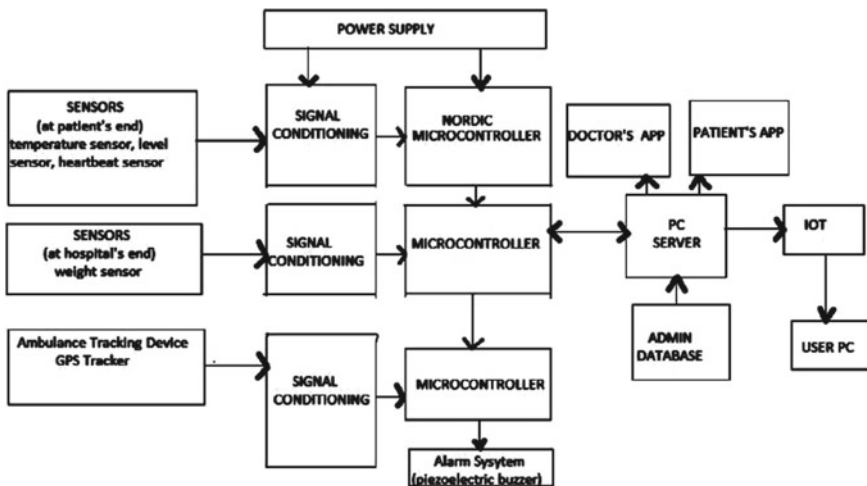 POWER SUPPLY
SENSORS
(at patient's end)
temperature sensor, level
sensor, heartbeat sensor
SIGNAL
CONDITIONING
NORDIC
MICROCONTROLLER
DOCTOR'S APP
PATIENT'S APP
SENSORS
(at hospital's end)
weight sensor
SIGNAL
CONDITIONING
MICROCONTROLLER
PC
SERVER
IOT
Ambulance Tracking Device
GPS Tracker
SIGNAL
CONDITIONING
MICROCONTROLLER
ADMIN
DATABASE
USER PC
Alarm Sysytem
(piezoelectric buzzer)